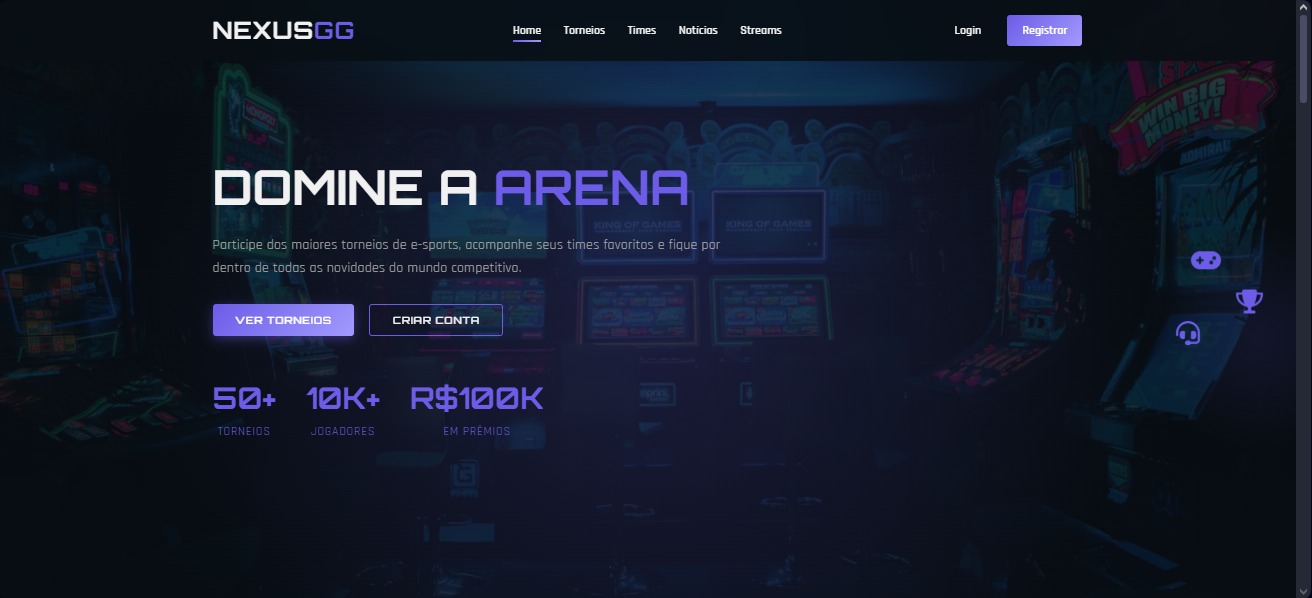 NEXUSGG
Home Torneios Times Notícias Streams
Login Registrar
WIN BIG
MONEY!
MONOPOLY
ADMIRAL
DOMINE A ARENA
KING OF GAMES KING OF GAMES
Participe dos maiores torneios de e-sports, acompanhe seus times favoritos e fique por
dentro de todas as novidades do mundo competitivo.
VER TORNEIOS CRIAR CONTA
50+ 10K+ R$100K
TORNEIOS JOGADORES EM PRÊMIOS